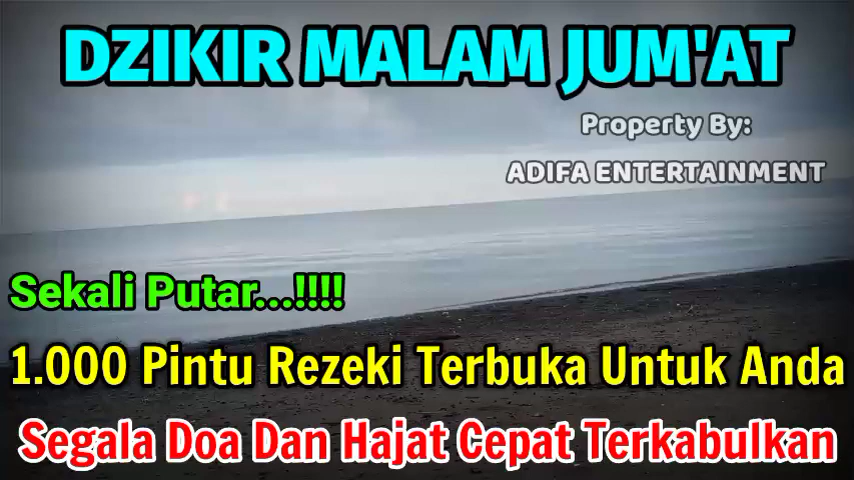 DZIKIR MALAM JUM'AT
Property By:
ADIFA ENTERTAINMENT
Sekali Putar...!!!!
1.000 Pintu Rezeki Terbuka Untuk Anda
Segala Doa Dan Hajat Cepat Terkabulkan